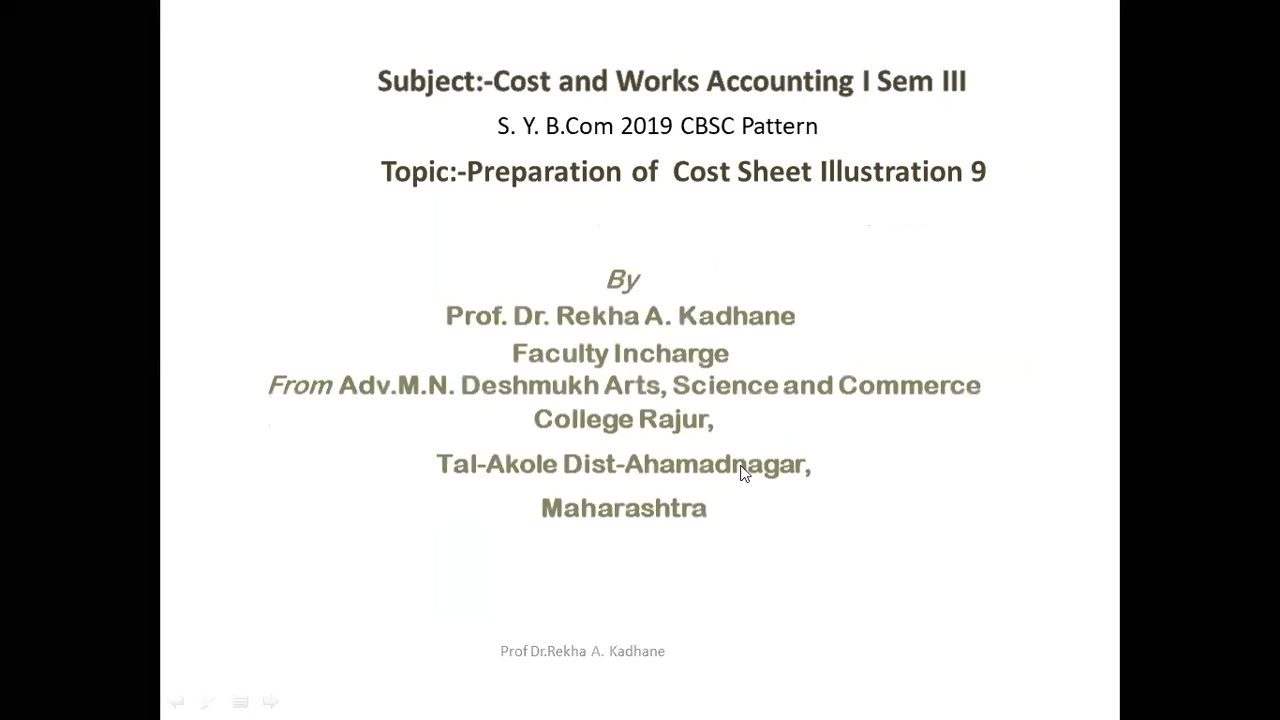 Subject:-Cost and Works Accounting I Sem III
S. Y. B.Com 2019 CBSC Pattern
Topic:-Preparation of Cost Sheet Illustration 9
By
Prof. Dr. Rekha A. Kadhane
Faculty Incharge
From Adv.M.N. Deshmukh Arts, Science and Commerce
College Rajur,
Tal-Akole Dist-Ahamadnagar,
Maharashtra
Prof Dr.Rekha A. Kadhane